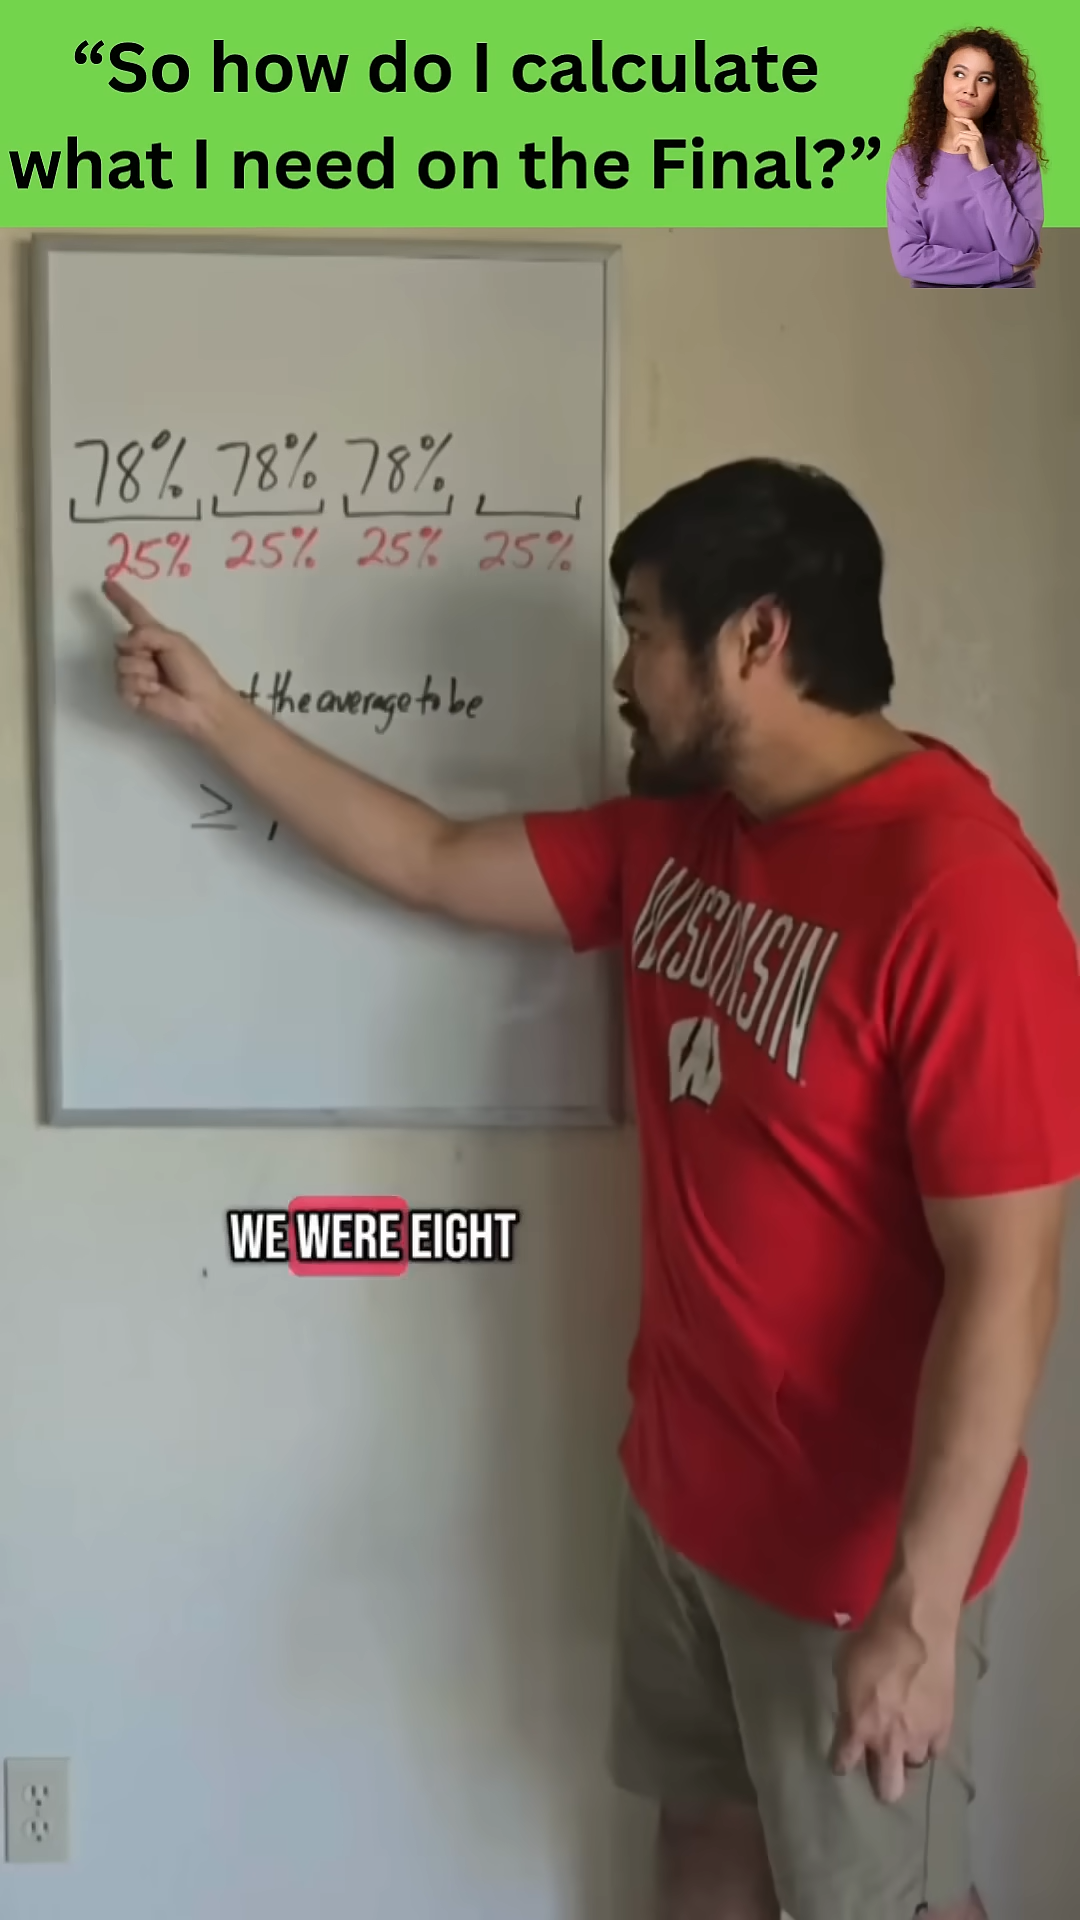 “So how do I calculate
what I need on the Final?”
78% 78% 78%
25% 25% 25% 25%
the average to be
≥
WISCONSIN
W
WE WERE EIGHT